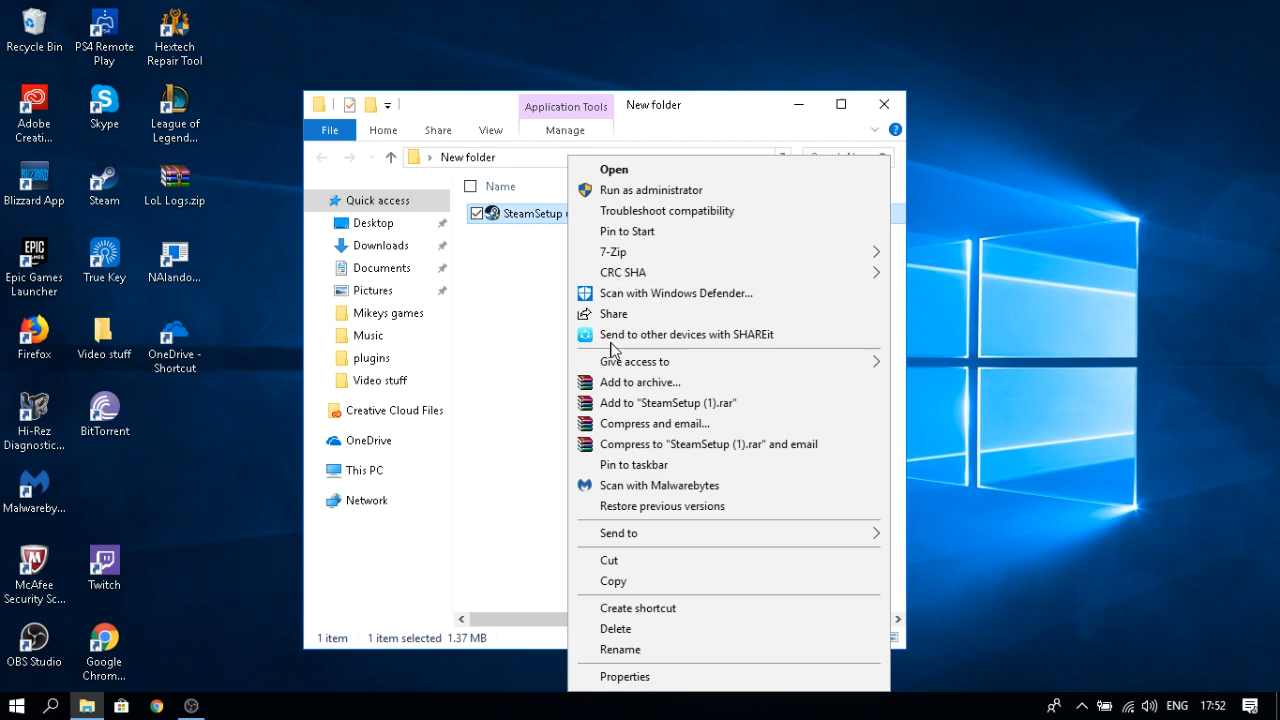 Recycle Bin
PS4 Remote
Play
Hextech
Repair Tool
Adobe
Creati...
Skype
League of
Legend...
Blizzard App
Steam
LoL Logs.zip
Epic Games
Launcher
True Key
NAlando...
Firefox
Video stuff
OneDrive -
Shortcut
Hi-Rez
Diagnostic...
BitTorrent
Malwareby...
McAfee
Security Sc...
Twitch
OBS Studio
Google
Chrom...
Application Tools
New folder
File
Home
Share
View
Manage
New folder
Quick access
Desktop
Downloads
Documents
Pictures
Mikeys games
Music
plugins
Video stuff
Creative Cloud Files
OneDrive
This PC
Network
Name
SteamSetup
1 item
1 item selected 1.37 MB
Open
Run as administrator
Troubleshoot compatibility
Pin to Start
7-Zip
CRC SHA
Scan with Windows Defender...
Share
Send to other devices with SHAREit
Give access to
Add to archive...
Add to "SteamSetup (1).rar"
Compress and email...
Compress to "SteamSetup (1).rar" and email
Pin to taskbar
Scan with Malwarebytes
Restore previous versions
Send to
Cut
Copy
Create shortcut
Delete
Rename
Properties
ENG
17:52